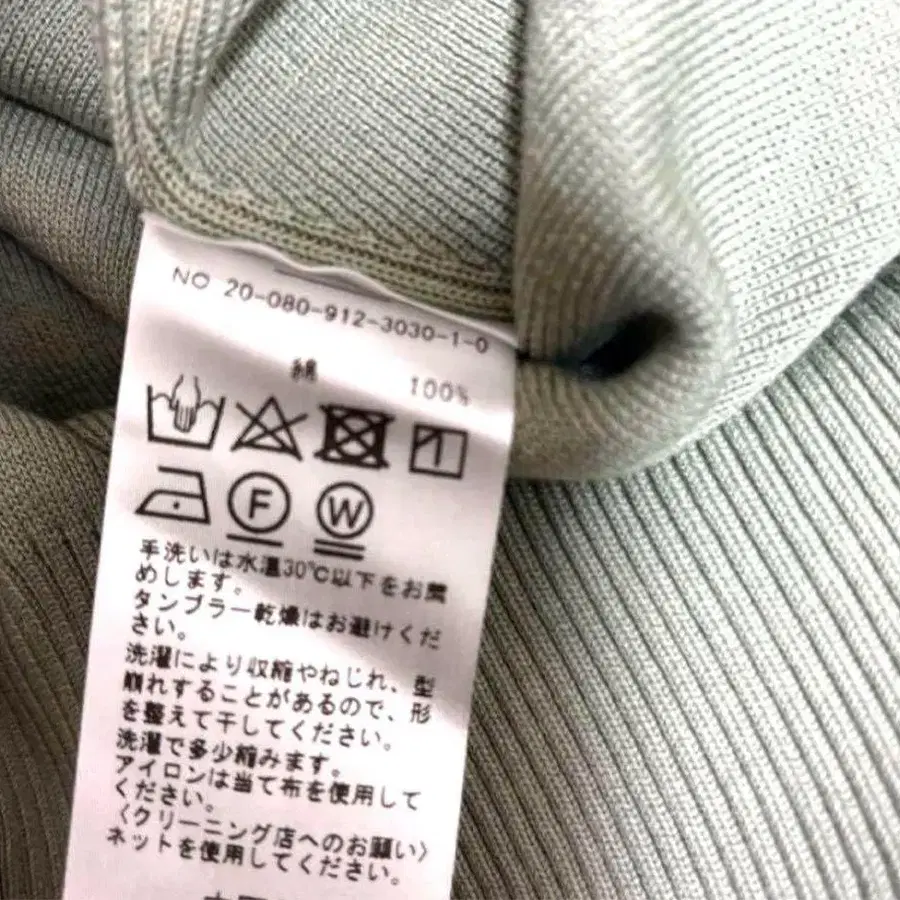 NO 20-080-912-3030-1-0
綿 100%
F W
手洗いは水温30℃以下をお奨
めします。
タンブラー乾燥はお避けくだ
さい。
洗濯により収縮やねじれ、型
崩れすることがあるので、形
を整えて干してください。
洗濯で多少縮みます。
アイロンは当て布を使用して
ください。
〈クリーニング店へのお願い〉
ネットを使用してください。